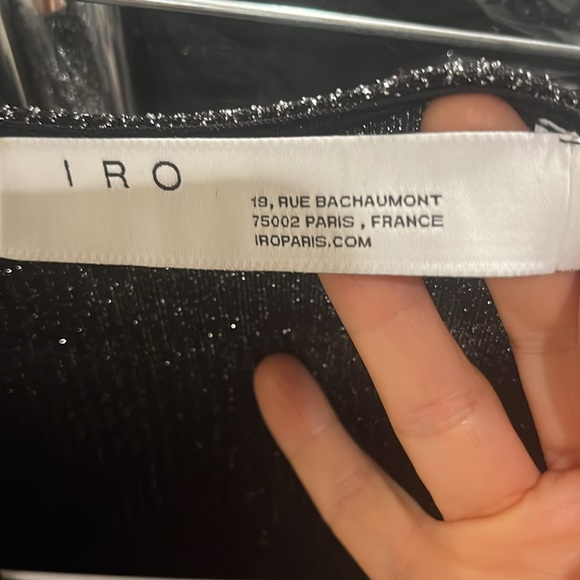 IRO
19, RUE BACHAUMONT
75002 PARIS , FRANCE
IROPARIS.COM